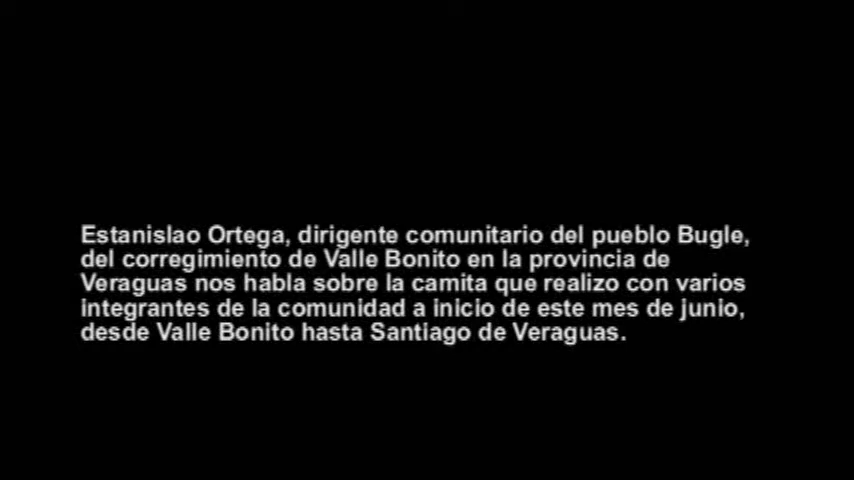 Estanislao Ortega, dirigente comunitario del pueblo Bugle,
del corregimiento de Valle Bonito en la provincia de
Veraguas nos habla sobre la camita que realizo con varios
integrantes de la comunidad a inicio de este mes de junio,
desde Valle Bonito hasta Santiago de Veraguas.